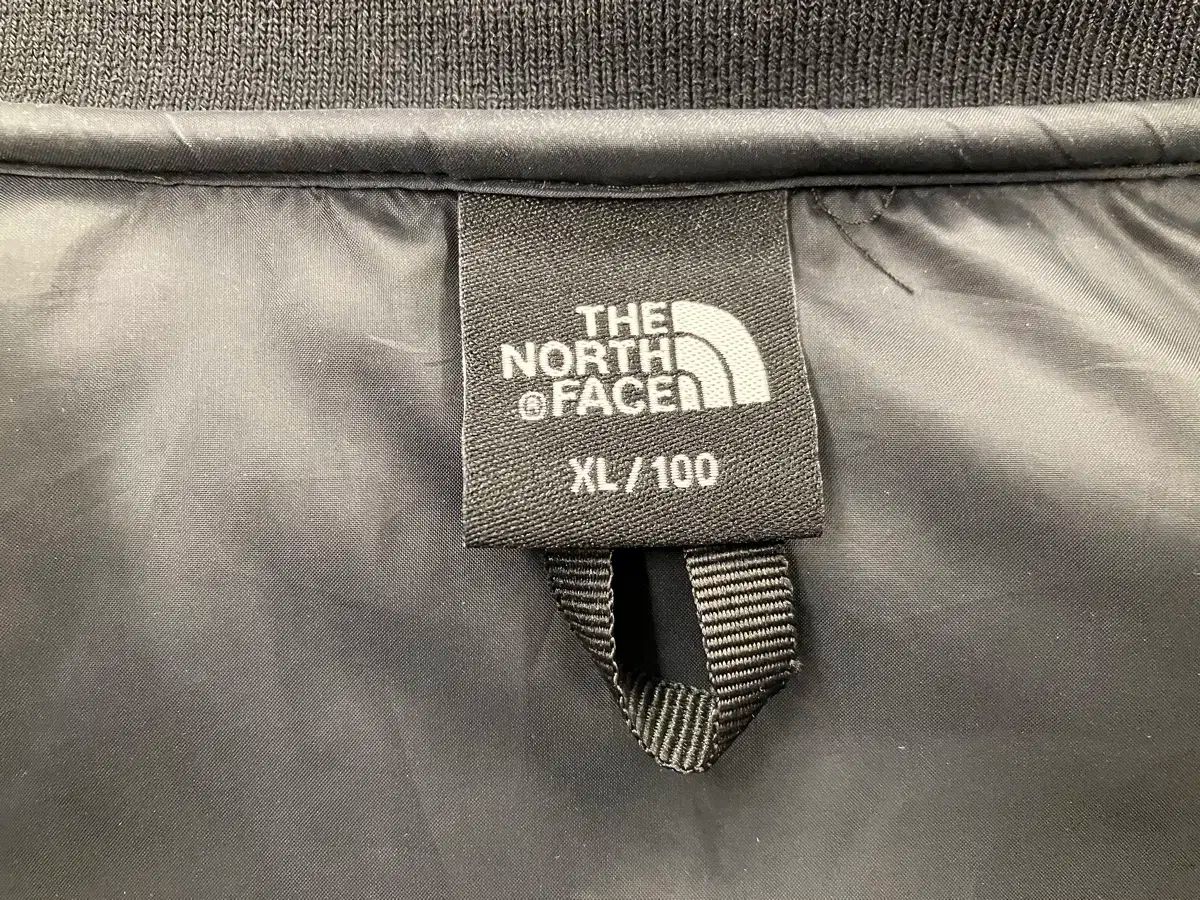 THE
NORTH
®FACE
XL/100